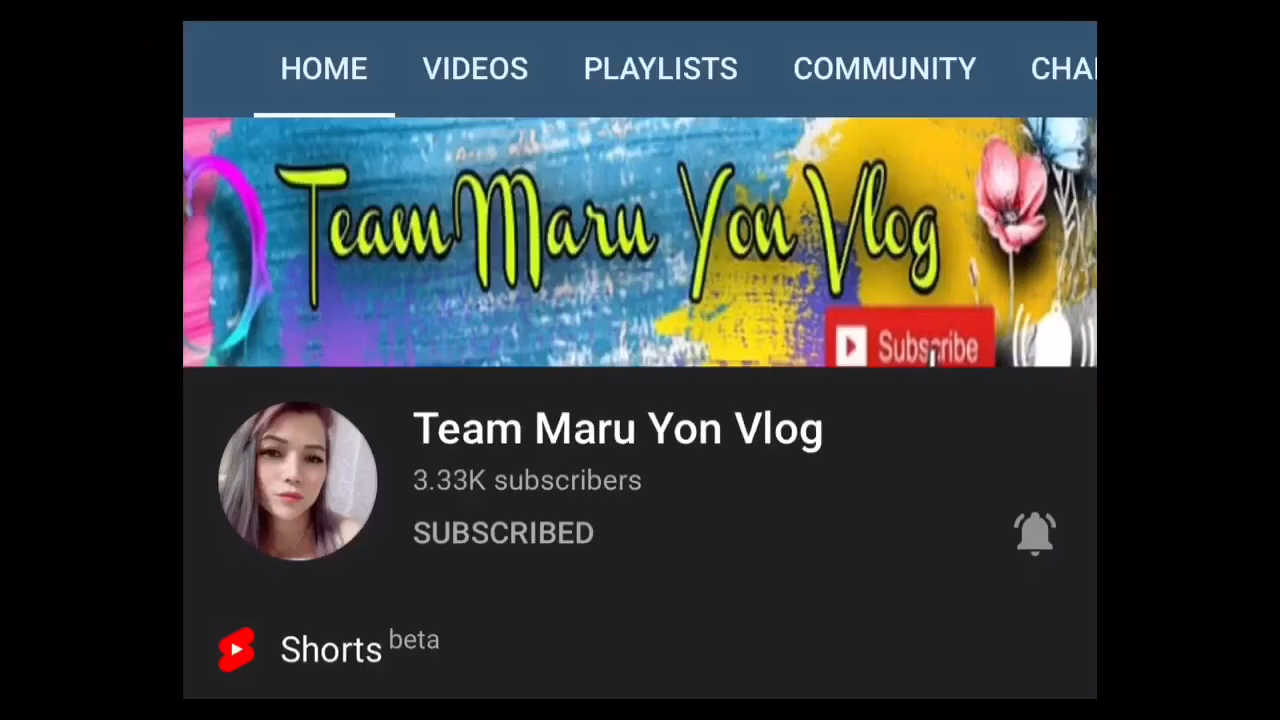 HOME VIDEOS PLAYLISTS COMMUNITY CHA
Team Maru Yon Vlog
Subscribe
Team Maru Yon Vlog
3.33K subscribers
SUBSCRIBED
Shorts beta